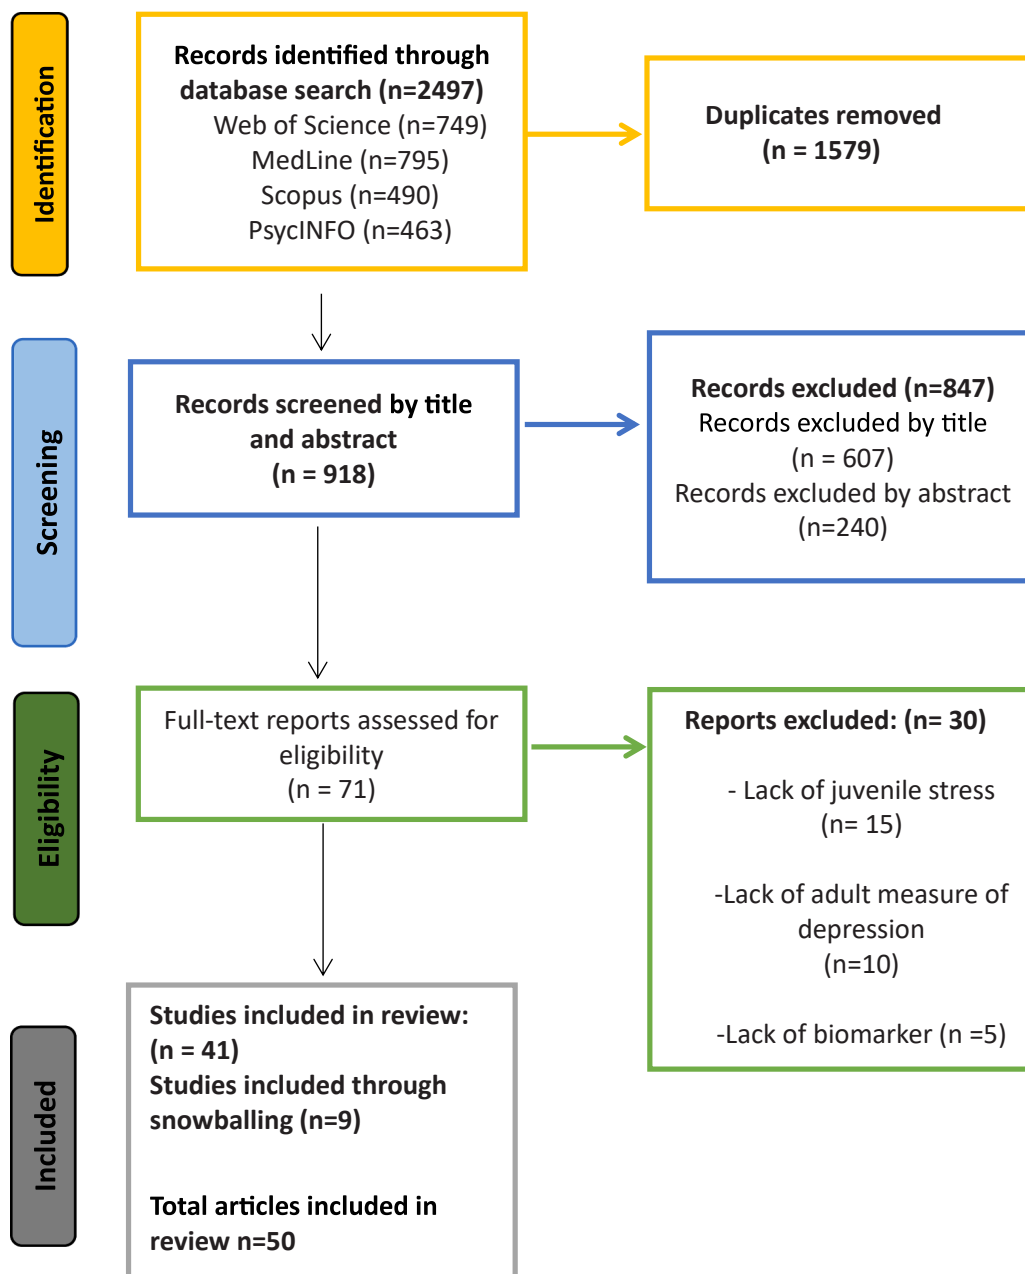 Identification
Records identified through
database search (n=2497)
Web of Science (n=749)
MedLine (n=795)
Scopus (n=490)
PsycINFO (n=463)
Duplicates removed
(n = 1579)
Screening
Records screened by title
and abstract
(n = 918)
Records excluded (n=847)
Records excluded by title
(n = 607)
Records excluded by abstract
(n=240)
Eligibility
Full-text reports assessed for
eligibility
(n = 71)
Reports excluded: (n= 30)
- Lack of juvenile stress
(n= 15)
-Lack of adult measure of
depression
(n=10)
-Lack of biomarker (n =5)
Included
Studies included in review:
(n = 41)
Studies included through
snowballing (n=9)
Total articles included in
review n=50